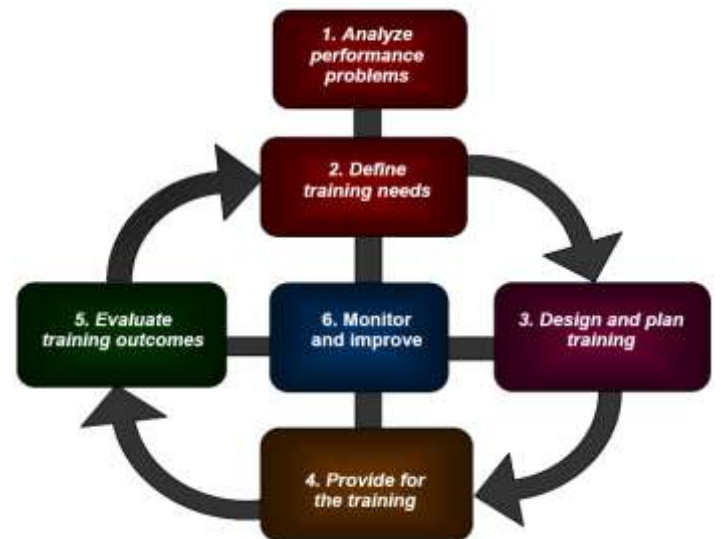 1. Analyze
performance
problems
2. Define
training needs
5. Evaluate
training outcomes
6. Monitor
and improve
3. Design and plan
training
4. Provide for
the training